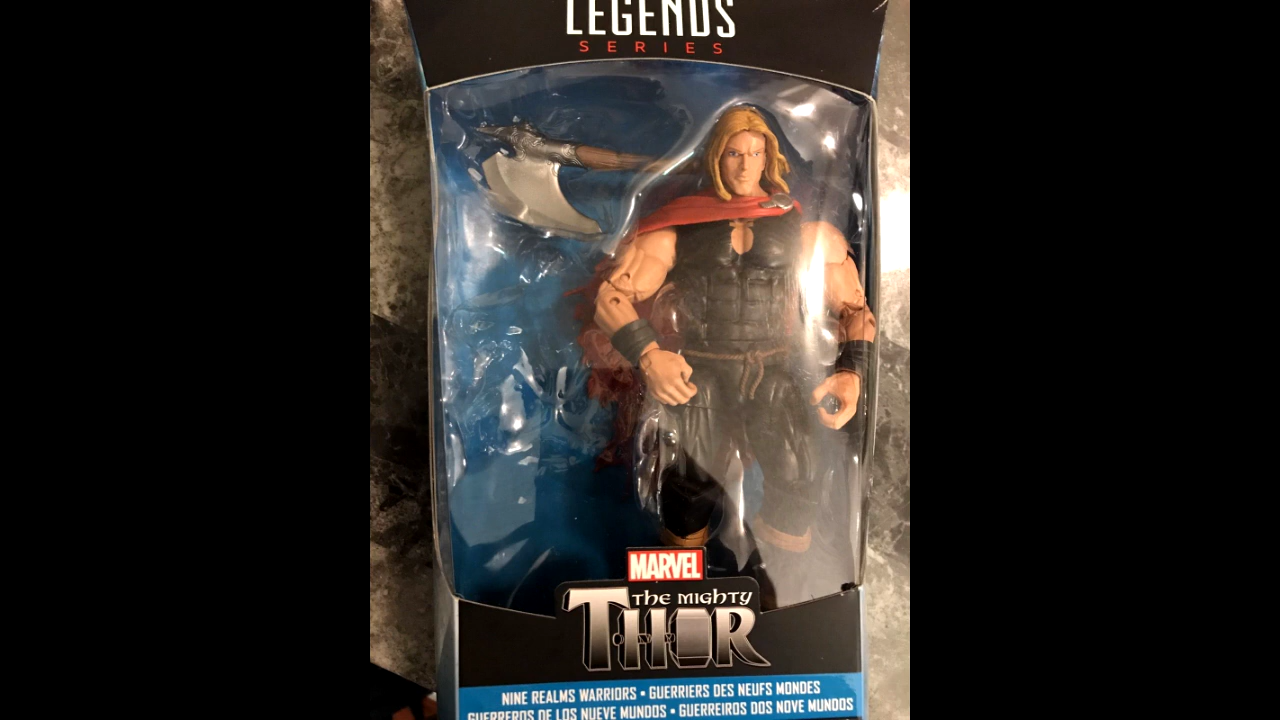 LEGENDS
SERIES
MARVEL
THE MIGHTY
THOR
NINE REALMS WARRIORS • GUERRIERS DES NEUFS MONDES
GUERREROS DE LOS NUEVE MUNDOS • GUERREIROS DOS NOVE MUNDOS